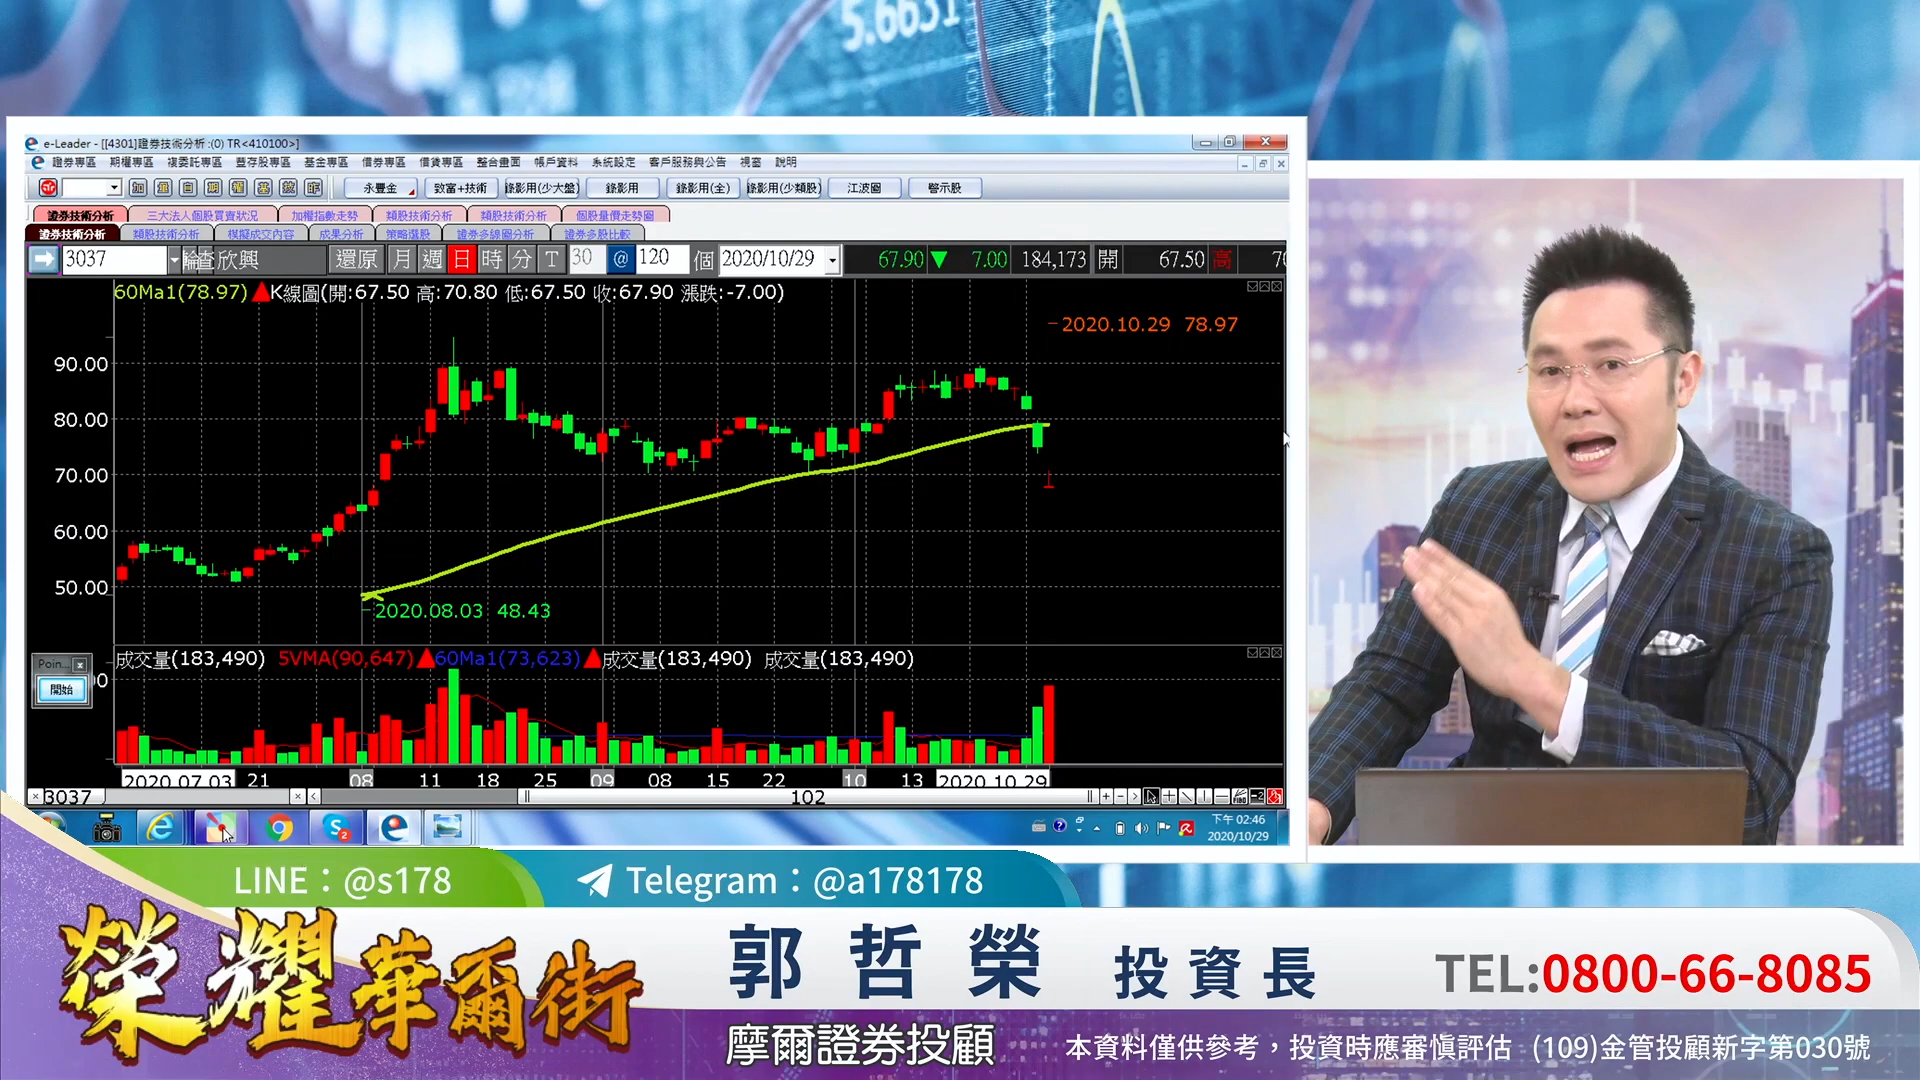 5.6631
e-Leader - [[4301]證券技術分析 :(0) TR<410100>]
證券專區 期權專區 複委託專區 豐存股專區 基金專區 借券專區 借貸專區 整合畫面 帳戶資料 系統設定 客戶服務與公告 視窗 說明
永豐金 致富+技術 錄影用(少大盤) 錄影用 錄影用(全) 錄影用(少類股) 江波圖 警示股
證券技術分析 三大法人個股買賣狀況 加權指數走勢 類股技術分析 類股技術分析 個股量價走勢圖
證券技術分析 類股技術分析 模擬成交內容 成果分析 策略選股 證券多線圖分析 證券多股比較
3037 欣興 還原 月 週 日 時 分 T 30 @ 120 個 2020/10/29 67.90 ▼ 7.00 184,173 開 67.50 高
60Ma1(78.97) ▲K線圖(開:67.50 高:70.80 低:67.50 收:67.90 漲跌:-7.00)
2020.10.29 78.97
90.00
80.00
70.00
60.00
50.00
2020.08.03 48.43
Poin... x
開始
成交量(183,490) 5VMA(90,647)▲60Ma1(73,623)▲成交量(183,490) 成交量(183,490)
2020.07.03 21 08 11 18 25 09 08 15 22 10 13 2020.10.29
3037 102
下午 02:46
2020/10/29
LINE：@s178
Telegram：@a178178
榮耀華爾街
郭哲榮 投資長
TEL:0800-66-8085
摩爾證券投顧
本資料僅供參考，投資時應審慎評估 (109)金管投顧新字第030號